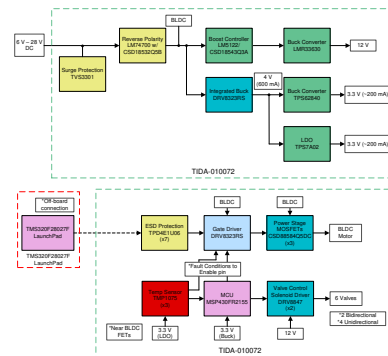 BLDC
6 V – 28 V
DC
Reverse Polarity
LM74700 w/
CSD18532Q5B
Boost Controller
LM5122/
CSD18543Q3A
Buck Converter
LMR33630
12 V
Surge Protection
TVS3301
Integrated Buck
DRV8323RS
4 V
(600 mA)
Buck Converter
TPS62840
3.3 V (~200 mA)
LDO
TPS7A02
3.3 V (~200 mA)
TIDA-010072
*Off-board
connection
TMS320F28027F
LaunchPad
TMS320F28027F
LaunchPad
ESD Protection
TPD4E1U06
(x7)
BLDC
Gate Driver
DRV8323RS
BLDC
Power Stage
MOSFETs
CSD88584Q5DC
(x3)
BLDC
Motor
*Fault Conditions to
Enable pin
Temp Sensor
TMP1075
MCU
MSP430FR2155
Valve Control
Solenoid Driver
DRV8847
(x2)
6 Valves
*2 Bidirectional
*4 Unidirectional
*Near BLDC
FETs
3.3 V
(LDO)
3.3 V
(Buck)
12 V
TIDA-010072